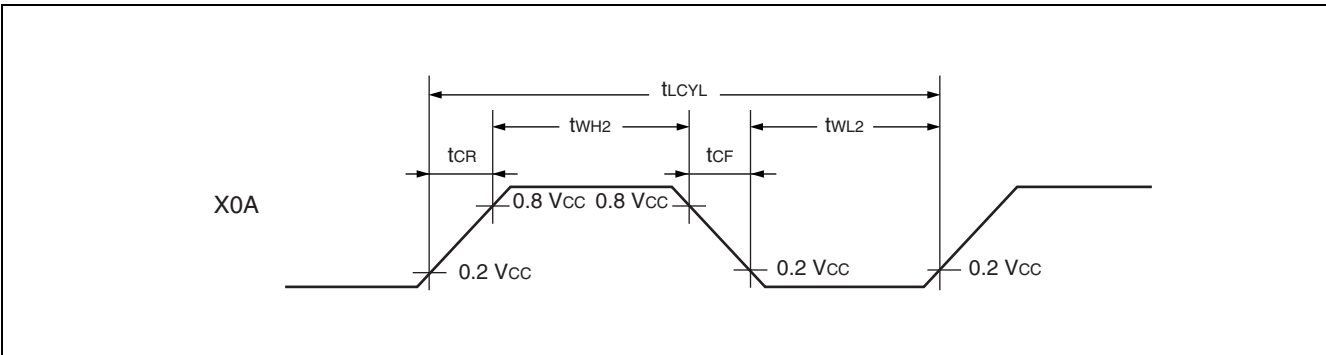 tLCYL
tWH2
tWL2
tCR
tCF
X0A
0.8 VCC 0.8 VCC
0.2 VCC
0.2 VCC
0.2 VCC